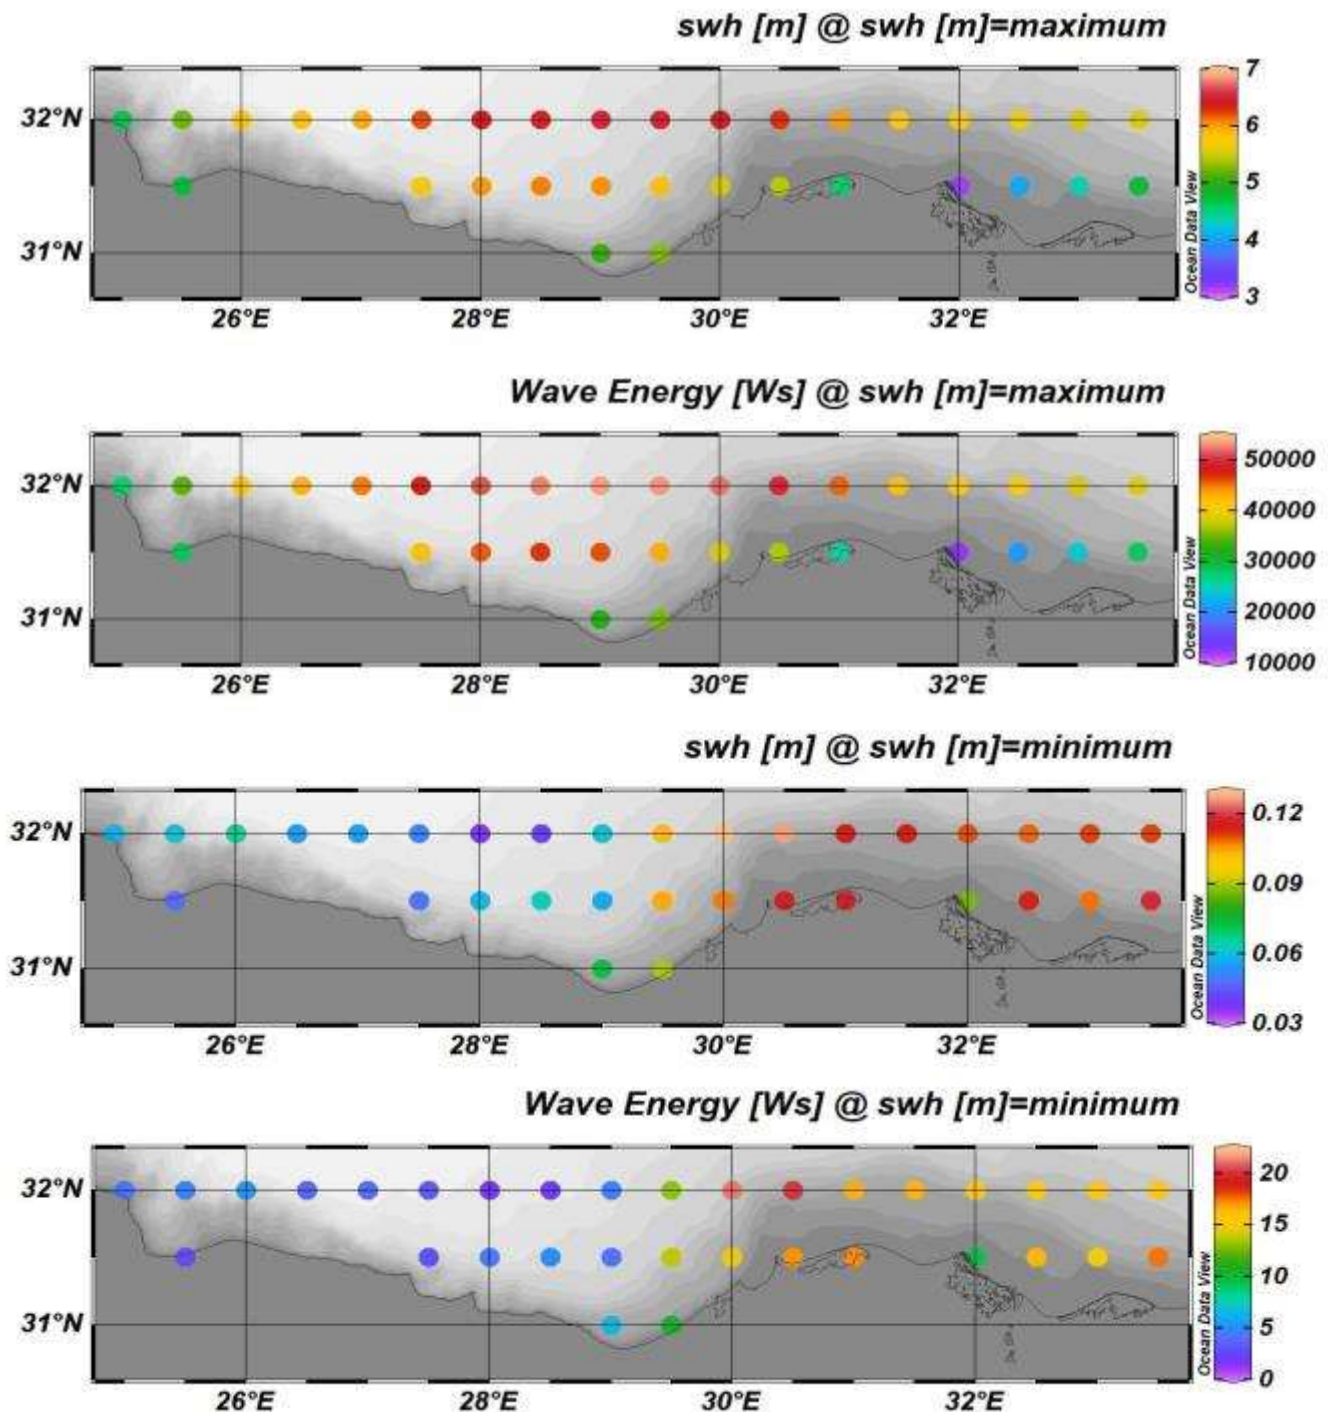 swh [m] @ swh [m]=maximum
7
32°N
6
5
4
31°N
3
Ocean Data View
26°E 28°E 30°E 32°E
Wave Energy [Ws] @ swh [m]=maximum
50000
32°N
40000
30000
20000
31°N
10000
Ocean Data View
26°E 28°E 30°E 32°E
swh [m] @ swh [m]=minimum
0.12
32°N
0.09
0.06
31°N
0.03
Ocean Data View
26°E 28°E 30°E 32°E
Wave Energy [Ws] @ swh [m]=minimum
20
32°N
15
10
5
31°N
0
Ocean Data View
26°E 28°E 30°E 32°E